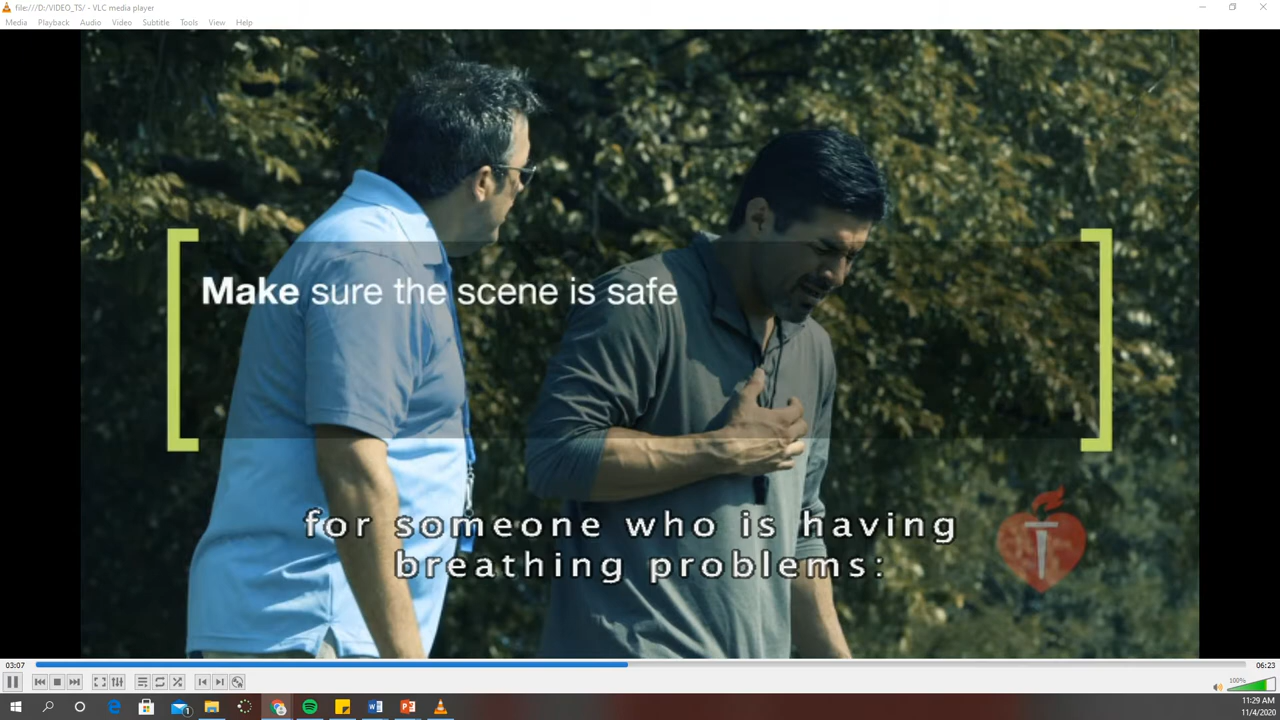 file:///D:/VIDEO_TS/ - VLC media player
Media Playback Audio Video Subtitle Tools View Help
Make sure the scene is safe
for someone who is having
breathing problems:
03:07
06:23
100%
11:29 AM
11/4/2020